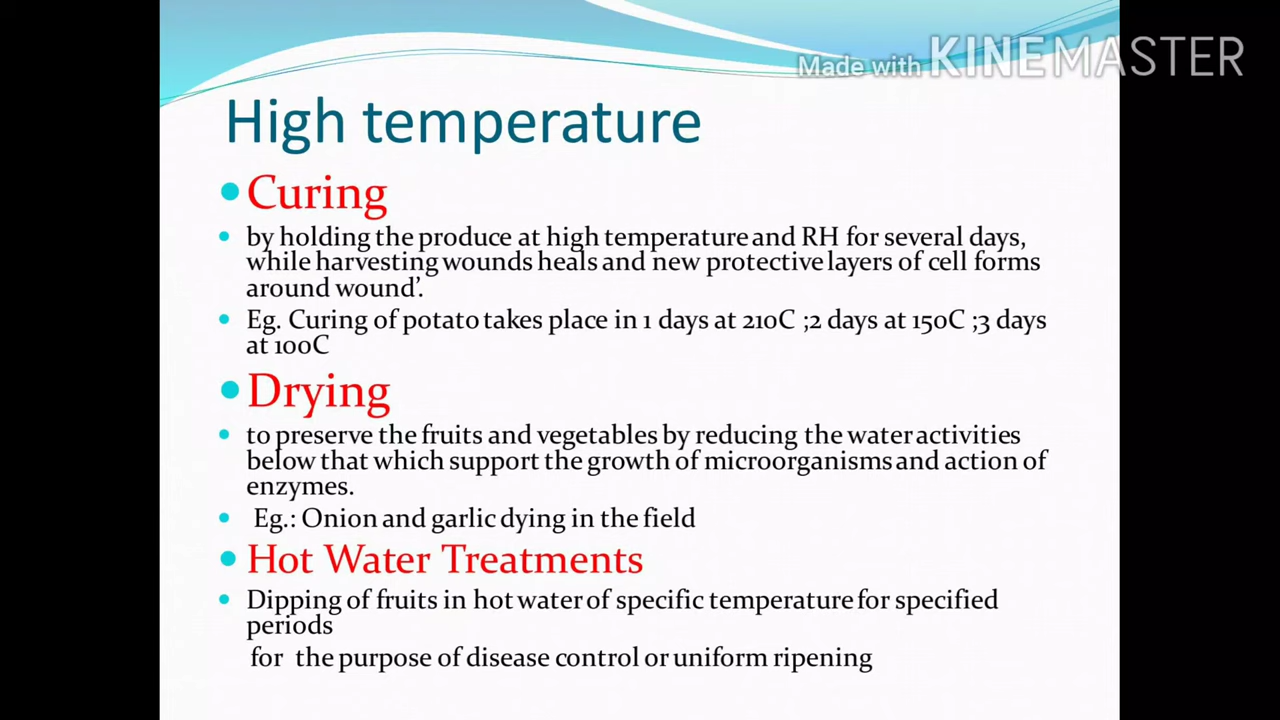 Made with KINEMASTER
High temperature
Curing
by holding the produce at high temperature and RH for several days,
while harvesting wounds heals and new protective layers of cell forms
around wound'.
Eg. Curing of potato takes place in 1 days at 210C ;2 days at 150C ;3 days
at 100C
Drying
to preserve the fruits and vegetables by reducing the water activities
below that which support the growth of microorganisms and action of
enzymes.
Eg.: Onion and garlic dying in the field
Hot Water Treatments
Dipping of fruits in hot water of specific temperature for specified
periods
for the purpose of disease control or uniform ripening